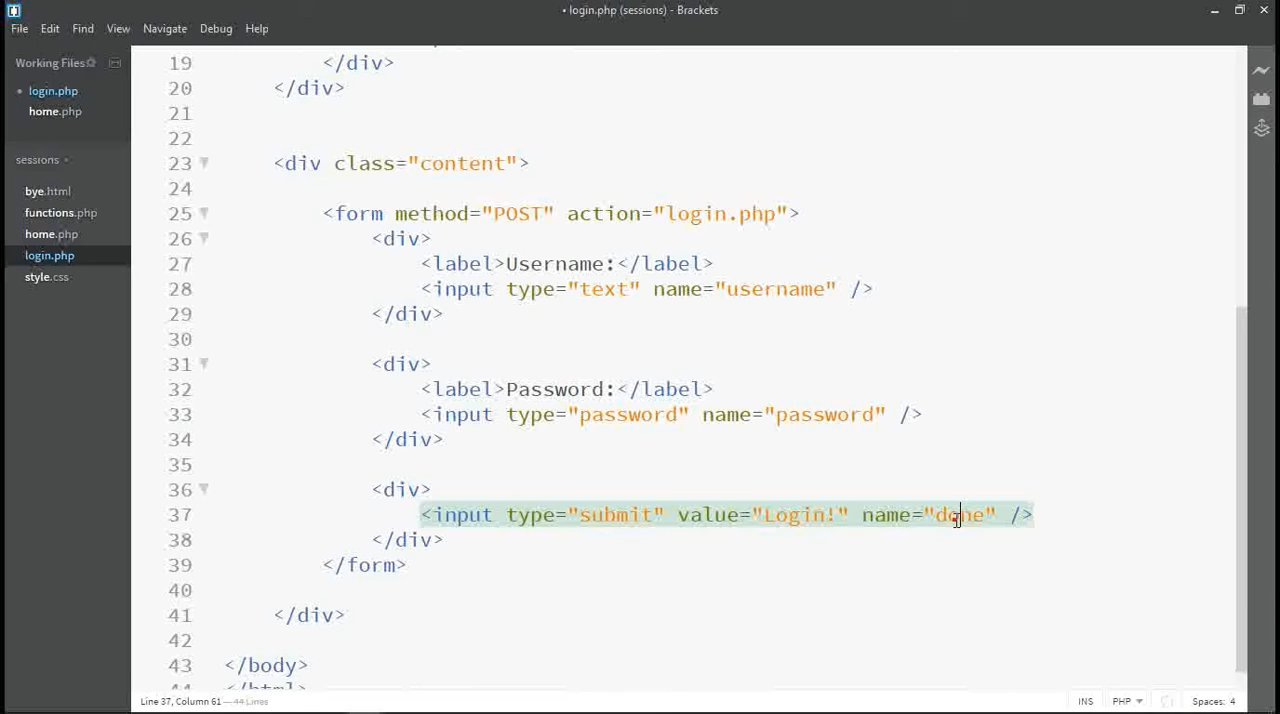 • login.php (sessions) - Brackets
File Edit Find View Navigate Debug Help
Working Files
login.php
home.php
sessions
bye.html
functions.php
home.php
login.php
style.css
19 </div>
20 </div>
21
22
23 <div class="content">
24
25 <form method="POST" action="login.php">
26 <div>
27 <label>Username:</label>
28 <input type="text" name="username" />
29 </div>
30
31 <div>
32 <label>Password:</label>
33 <input type="password" name="password" />
34 </div>
35
36 <div>
37 <input type="submit" value="Login!" name="done" />
38 </div>
39 </form>
40
41 </div>
42
43 </body>
44 </html>
Line 37, Column 61 — 44 Lines
INS PHP Spaces: 4